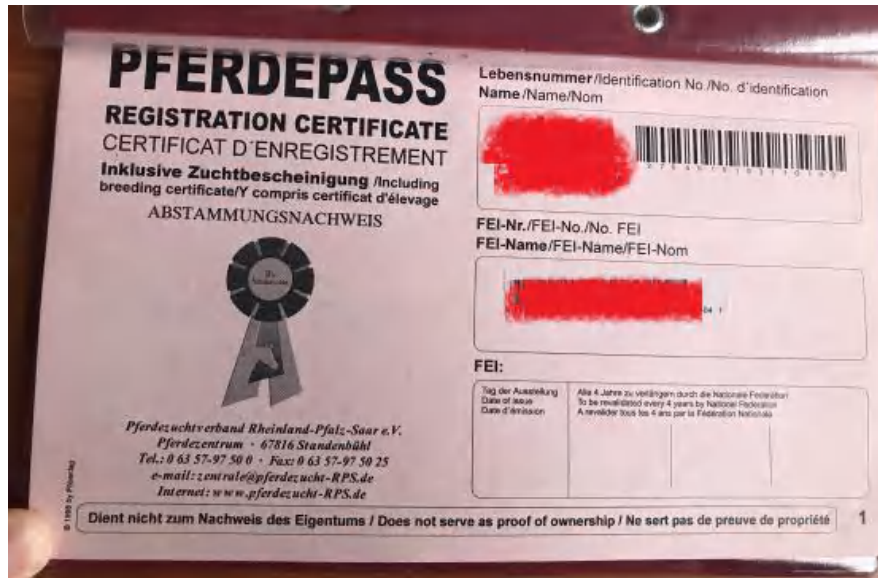 PFERDEPASS
REGISTRATION CERTIFICATE
CERTIFICAT D´ENREGISTREMENT
Inklusive Zuchtbescheinigung /Including
breeding certificate/Y compris certificat d'élevage
ABSTAMMUNGSNACHWEIS
Pferdezuchtverband Rheinland-Pfalz-Saar e.V.
Pferdezentrum · 67816 Standenbühl
Tel.: 0 63 57-97 50 0 · Fax: 0 63 57-97 50 25
e-mail: zentrale@pferdezucht-RPS.de
Internet: www.pferdezucht-RPS.de
Lebensnummer/Identification No./No. d´identification
Name/Name/Nom
FEI-Nr./FEI-No./No. FEI
FEI-Name/FEI-Name/FEI-Nom
FEI:
Tag der Ausstellung
Date of issue
Date d´émission
Alle 4 Jahre zu verlängern durch die Nationale Föderation
To be revalidated every 4 years by National Federation
A revalider tous les 4 ans par la Fédération Nationale
Dient nicht zum Nachweis des Eigentums / Does not serve as proof of ownership / Ne sert pas de preuve de propriété
1